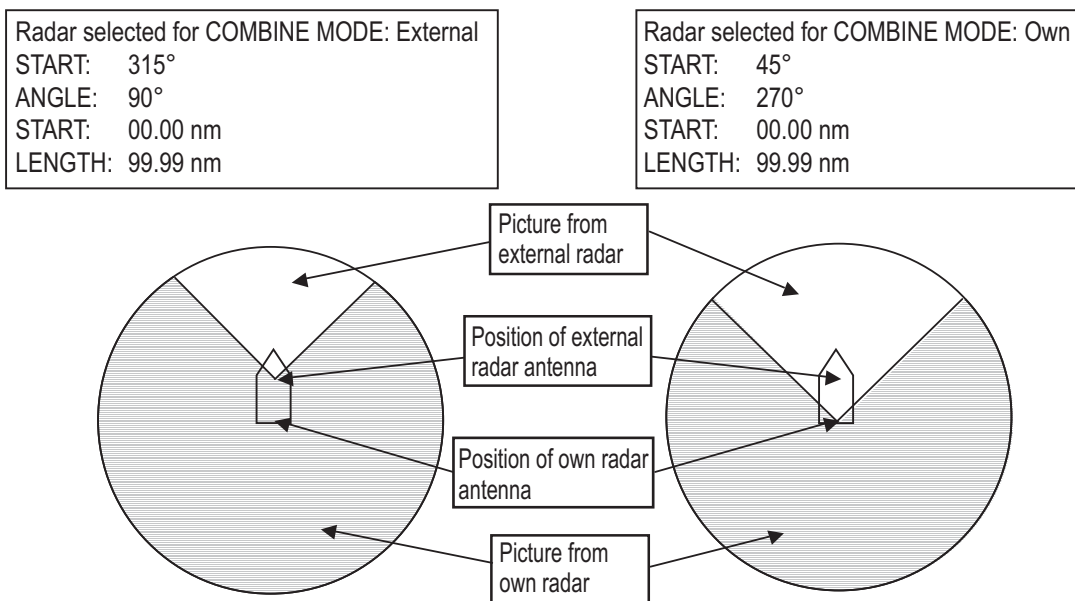 Radar selected for COMBINE MODE: External
START: 315°
ANGLE: 90°
START: 00.00 nm
LENGTH: 99.99 nm
Radar selected for COMBINE MODE: Own
START: 45°
ANGLE: 270°
START: 00.00 nm
LENGTH: 99.99 nm
Picture from
external radar
Position of external
radar antenna
Position of own radar
antenna
Picture from
own radar